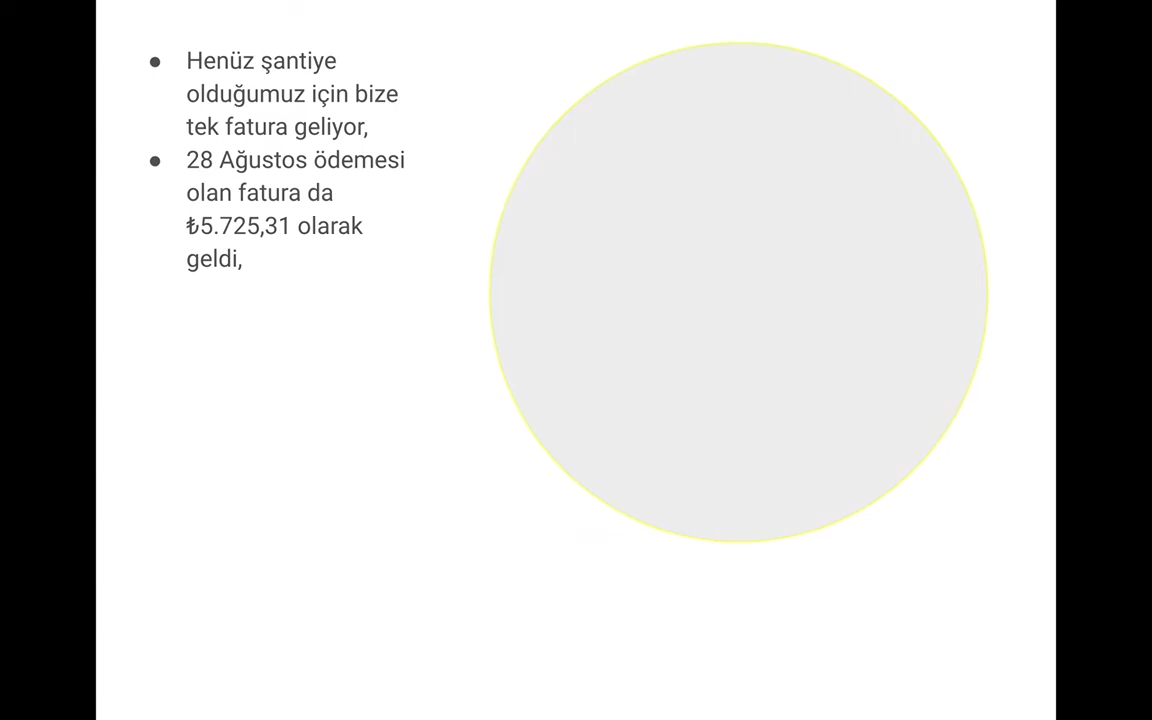 ● Henüz şantiye
olduğumuz için bize
tek fatura geliyor,
● 28 Ağustos ödemesi
olan fatura da
₺5.725,31 olarak
geldi,